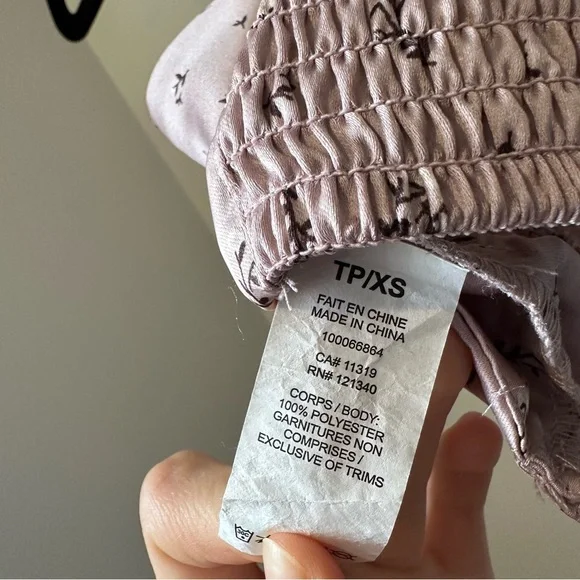 TP/XS
FAIT EN CHINE
MADE IN CHINA
100066864
CA# 11319
RN# 121340
CORPS / BODY:
100% POLYESTER
GARNITURES NON
COMPRISES /
EXCLUSIVE OF TRIMS